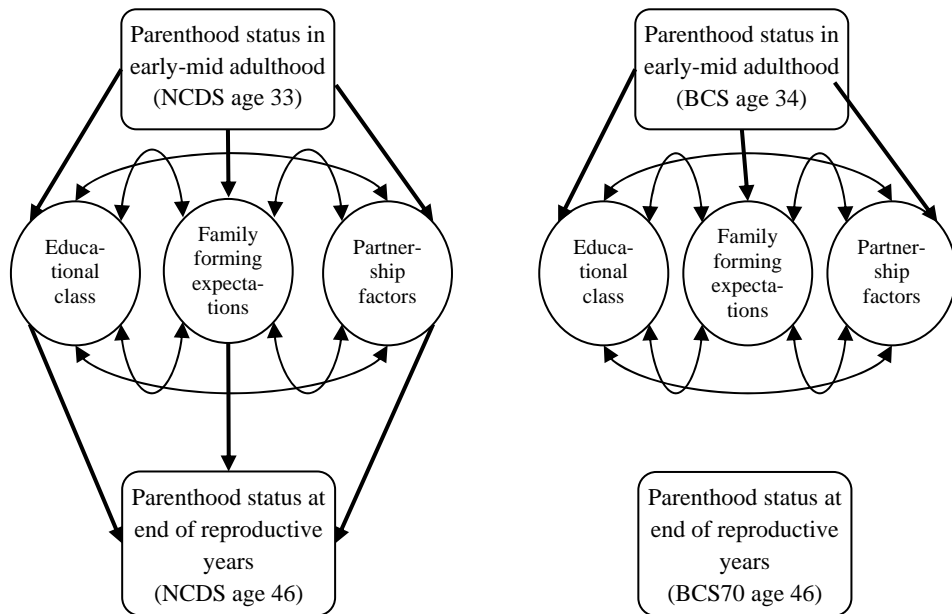 Parenthood status in
early-mid adulthood
(NCDS age 33)
Educa-
tional
class
Family
forming
expecta-
tions
Partner-
ship
factors
Parenthood status at
end of reproductive
years
(NCDS age 46)
Parenthood status in
early-mid adulthood
(BCS age 34)
Educa-
tional
class
Family
forming
expecta-
tions
Partner-
ship
factors
Parenthood status at
end of reproductive
years
(BCS70 age 46)